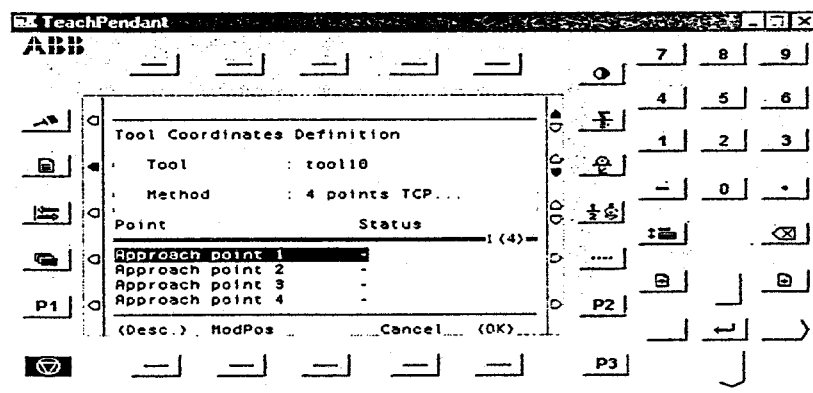 TeachPendant
ABB
7 8 9
4 5 6
1 2 3
- 0 .
Tool Coordinates Definition
Tool : tool10
Method : 4 points TCP...
Point Status
1(4)
Approach point 1 -
Approach point 2 -
Approach point 3 -
Approach point 4 -
(Desc.) ModPos Cancel (OK)
P1
P2
P3